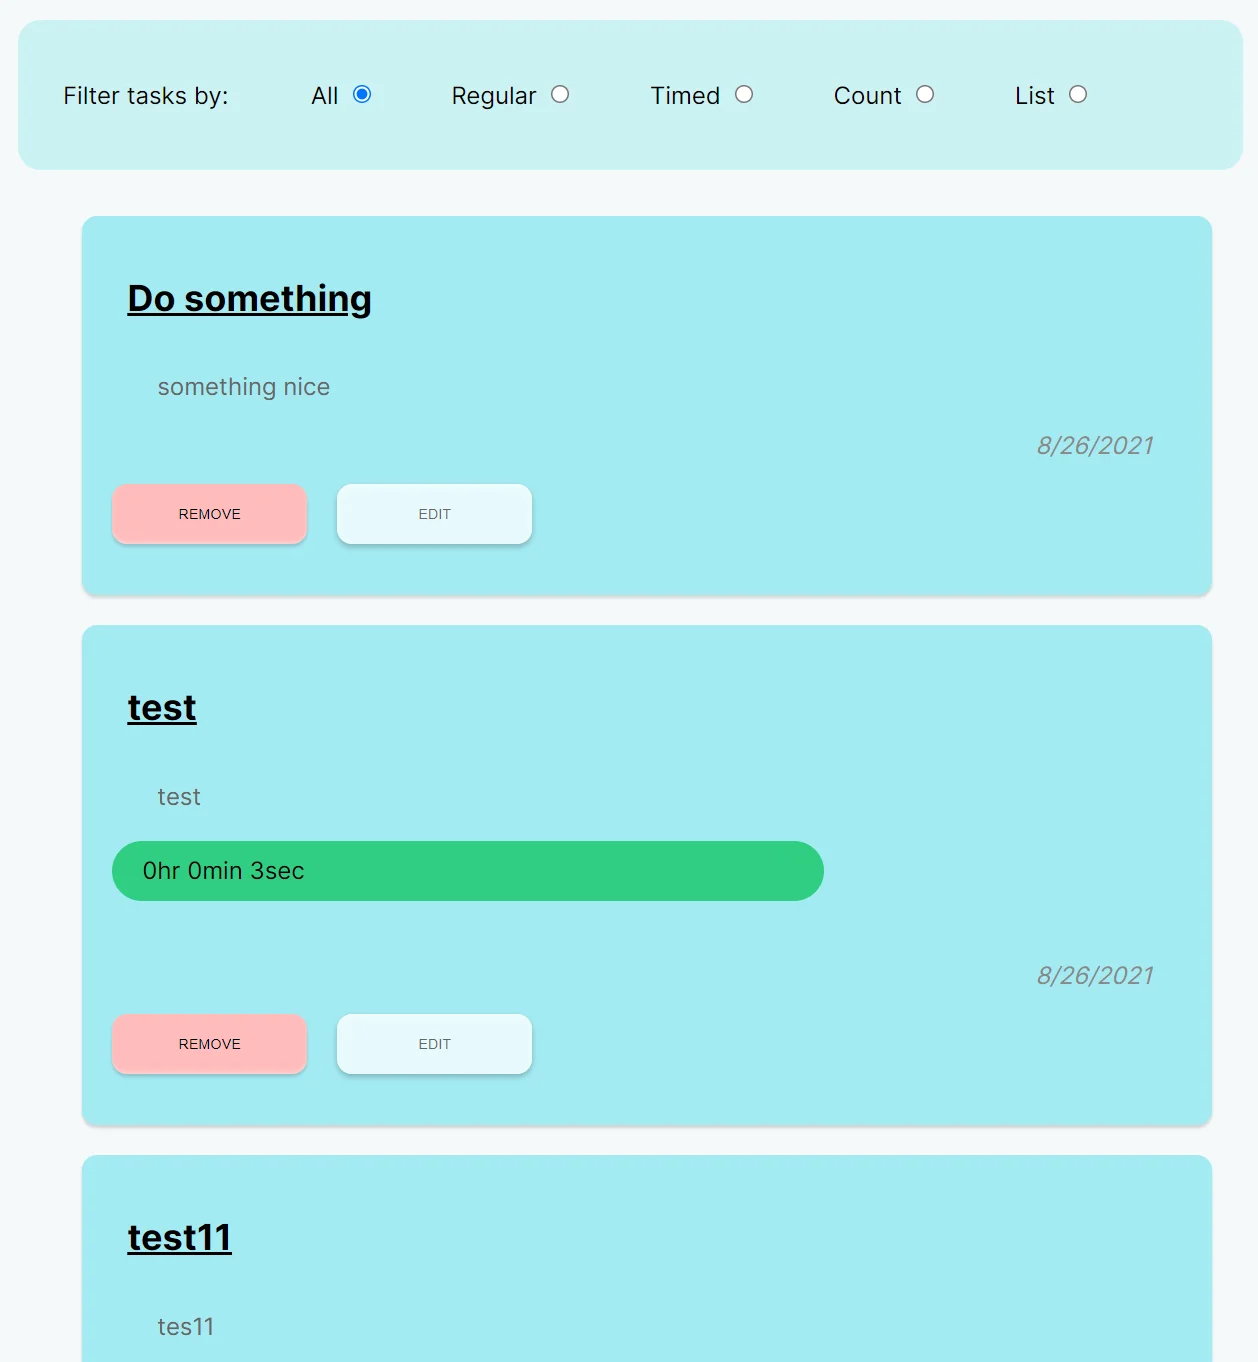 Filter tasks by: All Regular Timed Count List
Do something
something nice
8/26/2021
REMOVE EDIT
test
test
0hr 0min 3sec
8/26/2021
REMOVE EDIT
test11
tes11